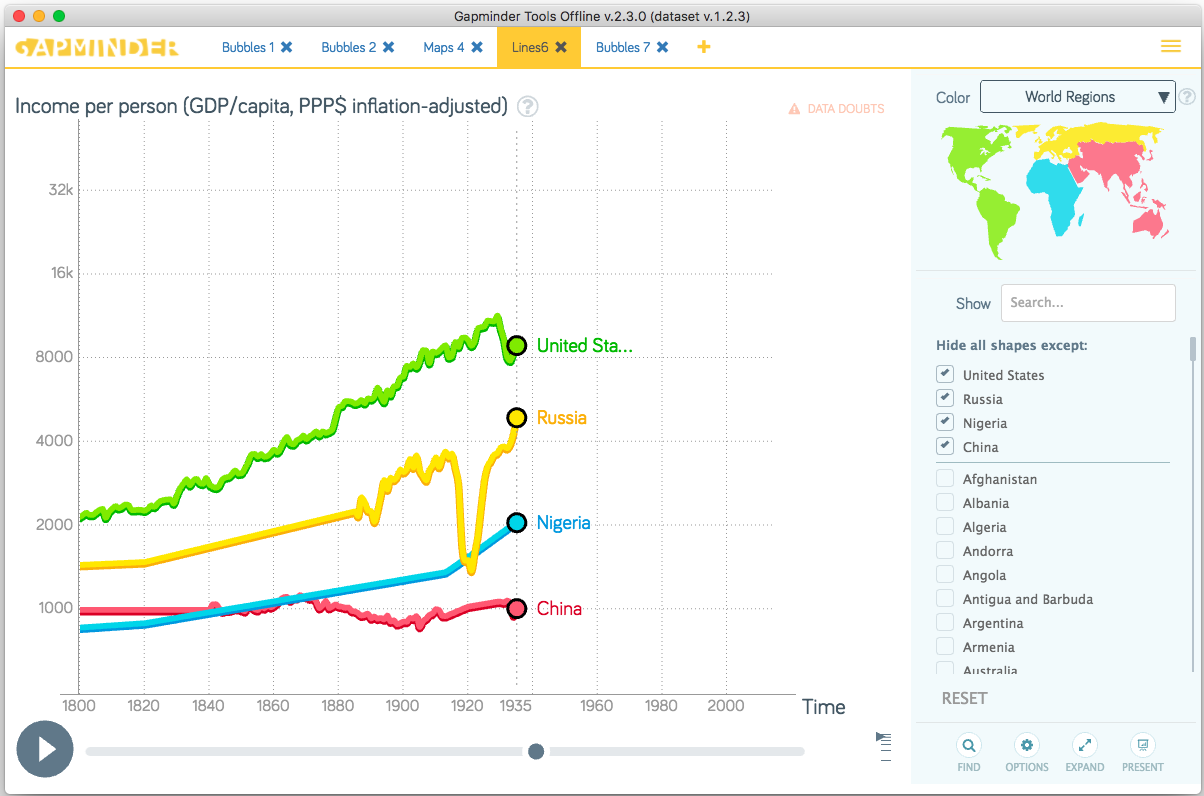 Gapminder Tools Offline v.2.3.0 (dataset v.1.2.3)
GAPMINDER
Bubbles 1 Bubbles 2 Maps 4 Lines6 Bubbles 7
Income per person (GDP/capita, PPP$ inflation-adjusted) ?
DATA DOUBTS
32k
16k
8000
4000
2000
1000
United Sta...
Russia
Nigeria
China
1800 1820 1840 1860 1880 1900 1920 1935 1960 1980 2000
Time
Color World Regions ?
Show Search...
Hide all shapes except:
United States
Russia
Nigeria
China
Afghanistan
Albania
Algeria
Andorra
Angola
Antigua and Barbuda
Argentina
Armenia
Australia
RESET
FIND OPTIONS EXPAND PRESENT